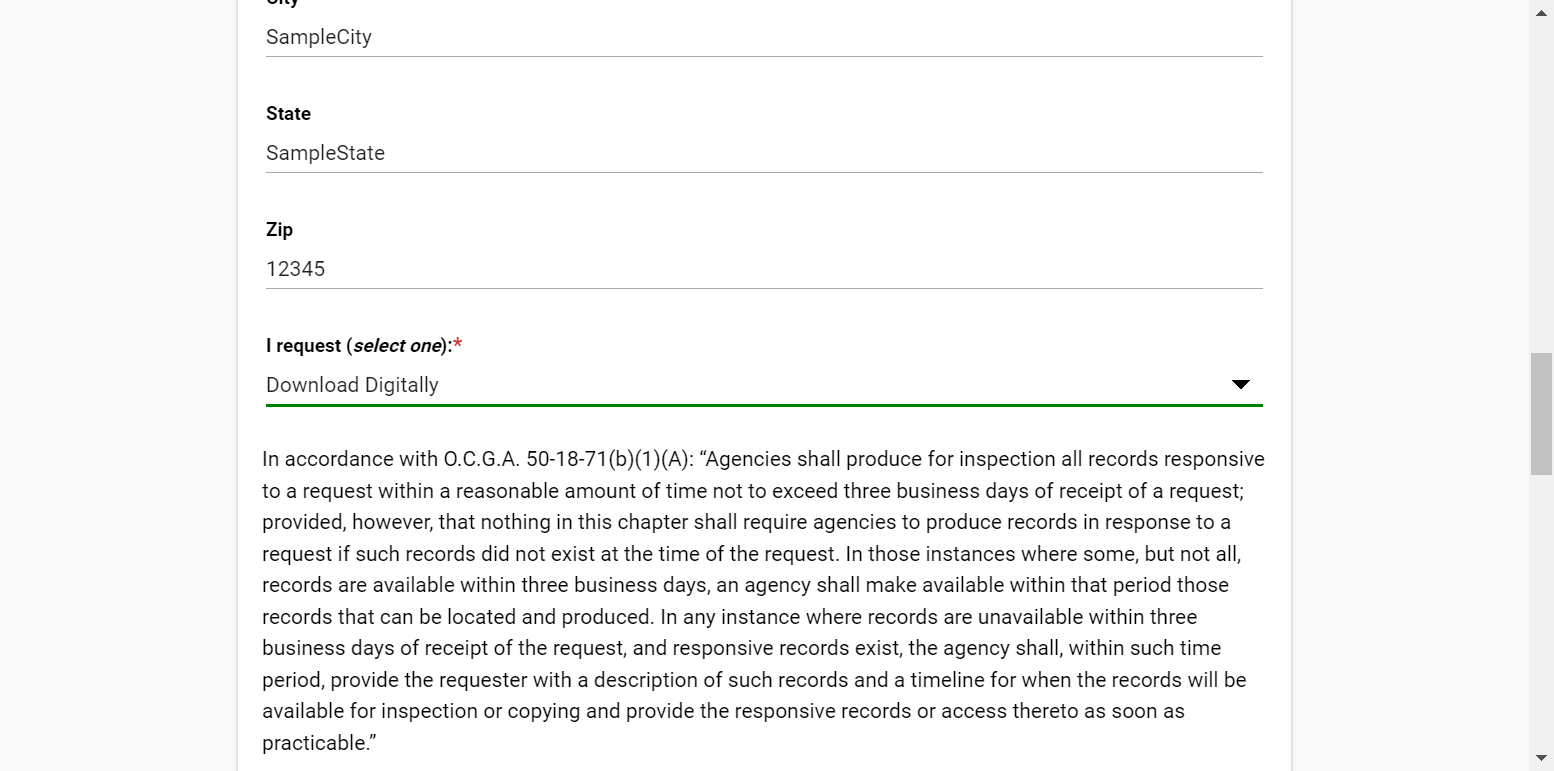 City
SampleCity
State
SampleState
Zip
12345
I request (select one):*
Download Digitally
In accordance with O.C.G.A. 50-18-71(b)(1)(A): “Agencies shall produce for inspection all records responsive
to a request within a reasonable amount of time not to exceed three business days of receipt of a request;
provided, however, that nothing in this chapter shall require agencies to produce records in response to a
request if such records did not exist at the time of the request. In those instances where some, but not all,
records are available within three business days, an agency shall make available within that period those
records that can be located and produced. In any instance where records are unavailable within three
business days of receipt of the request, and responsive records exist, the agency shall, within such time
period, provide the requester with a description of such records and a timeline for when the records will be
available for inspection or copying and provide the responsive records or access thereto as soon as
practicable.”